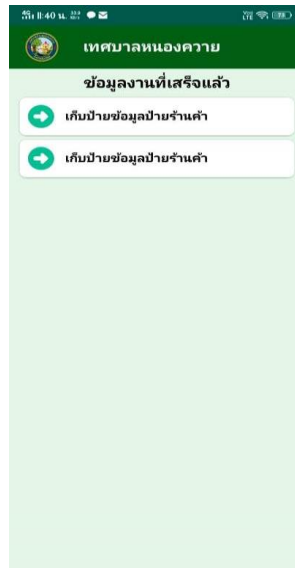 11:40 น.
เทศบาลหนองควาย
ข้อมูลงานที่เสร็จแล้ว
เก็บป้ายข้อมูลป้ายร้านค้า
เก็บป้ายข้อมูลป้ายร้านค้า